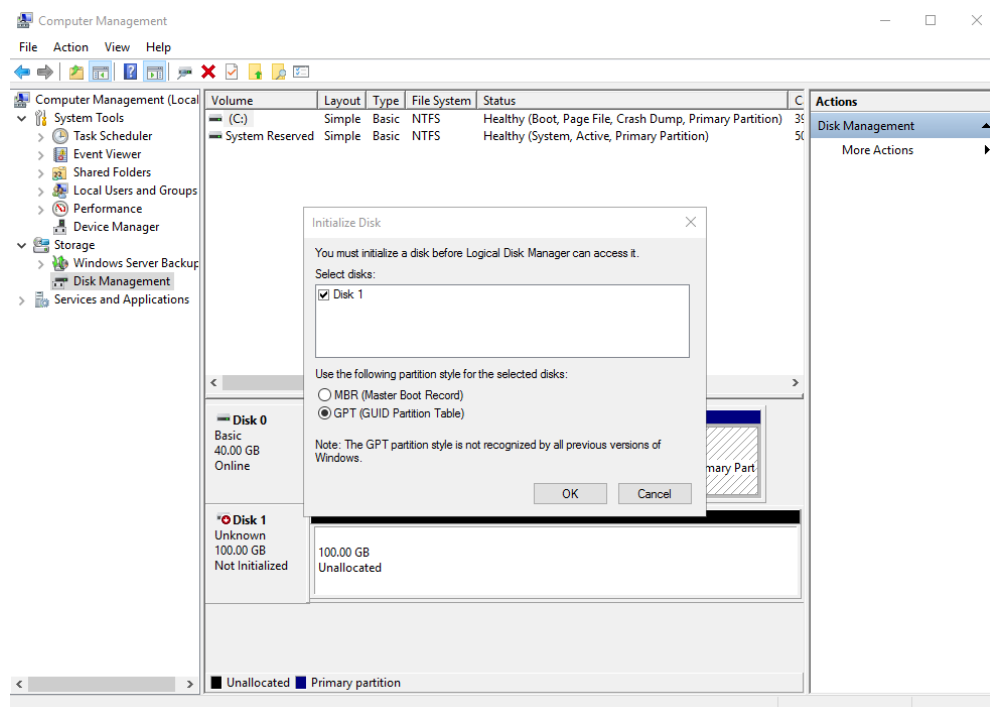 Computer Management
File Action View Help
Computer Management (Local
System Tools
Task Scheduler
Event Viewer
Shared Folders
Local Users and Groups
Performance
Device Manager
Storage
Windows Server Backup
Disk Management
Services and Applications
Volume Layout Type File System Status C
(C:) Simple Basic NTFS Healthy (Boot, Page File, Crash Dump, Primary Partition) 39
System Reserved Simple Basic NTFS Healthy (System, Active, Primary Partition) 50
Initialize Disk
You must initialize a disk before Logical Disk Manager can access it.
Select disks:
Disk 1
Use the following partition style for the selected disks:
MBR (Master Boot Record)
GPT (GUID Partition Table)
Note: The GPT partition style is not recognized by all previous versions of
Windows.
OK Cancel
Disk 0
Basic
40.00 GB
Online
mary Part
Disk 1
Unknown
100.00 GB
Not Initialized
100.00 GB
Unallocated
Unallocated Primary partition
Actions
Disk Management
More Actions